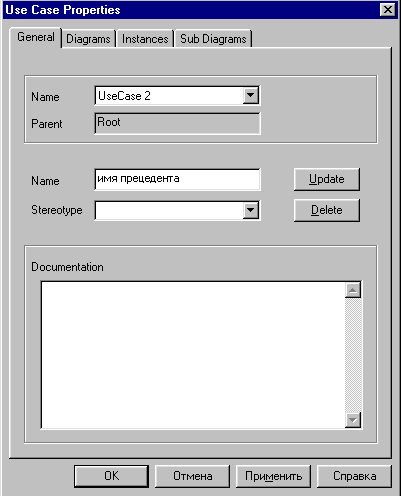 Use Case Properties
General Diagrams Instances Sub Diagrams
Name UseCase 2
Parent Root
Name имя прецедента Update
Stereotype Delete
Documentation
OK Отмена Применить Справка